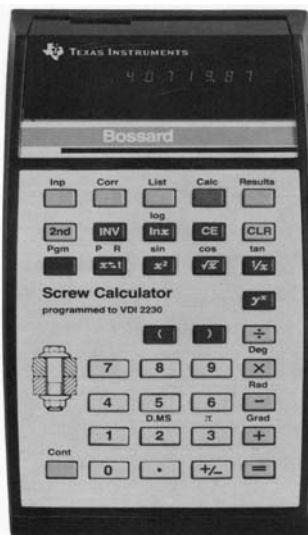 TEXAS INSTRUMENTS
40719.87
Bossard
Inp Corr List Calc Results
log
2nd INV lnx CE CLR
Pgm P R sin cos tan
x⇄t x² √x 1/x
Screw Calculator
programmed to VDI 2230
yˣ
( ) ÷
Deg
7 8 9 ×
Rad
4 5 6 −
D.MS π Grad
1 2 3 +
Cont
0 . +/− =